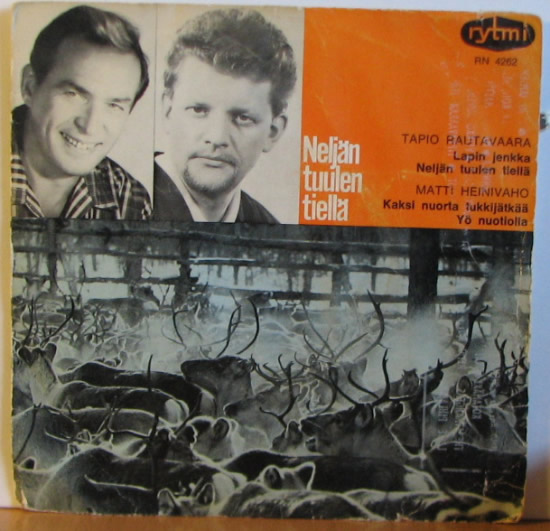 rytmi
RN 4262
Neljän
tuulen
tiellä
TAPIO RAUTAVAARA
Lapin jenkka
Neljän tuulen tiellä
MATTI HEINIVAHO
Kaksi nuorta tukkijätkää
Yö nuotiolla